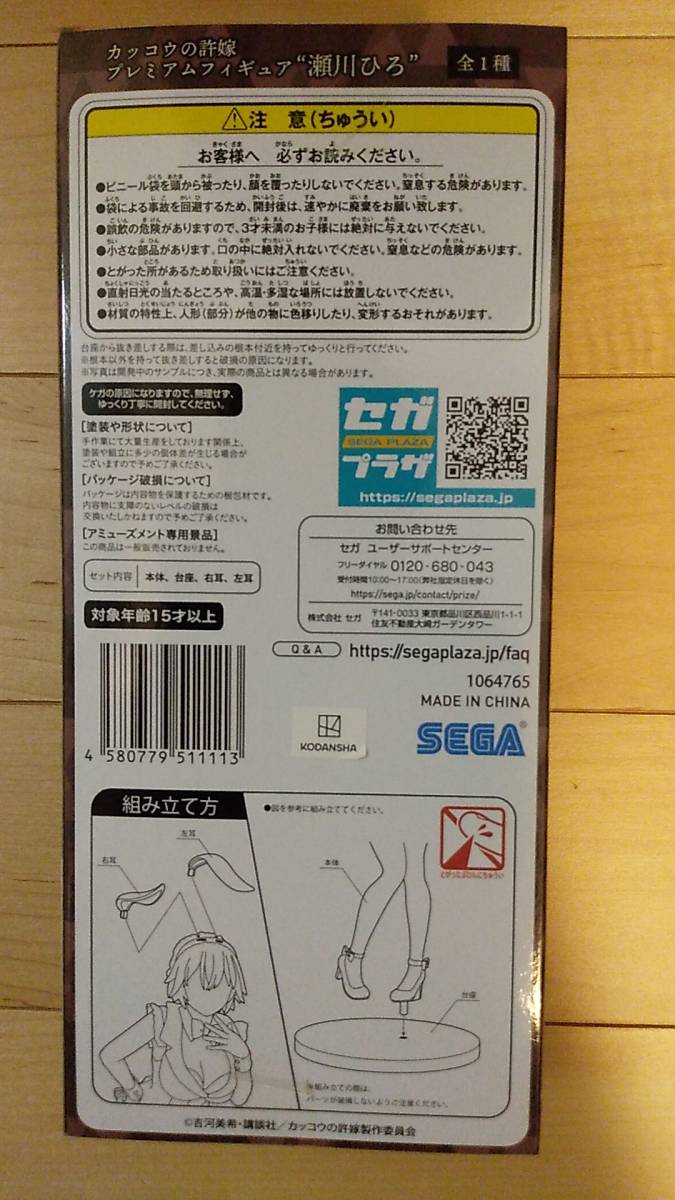 カッコウの許嫁
プレミアムフィギュア“瀬川ひろ” 全1種
⚠注 意(ちゅうい)
お客様へ 必ずお読みください。
●ビニール袋を頭から被ったり、顔を覆ったりしないでください。窒息する危険があります。
●袋による事故を回避するため、開封後は、速やかに廃棄をお願い致します。
●誤飲の危険がありますので、3才未満のお子様には絶対に与えないでください。
●小さな部品があります。口の中に絶対入れないでください。窒息などの危険があります。
●とがった所があるため取り扱いにはご注意ください。
●直射日光の当たるところや、高温・多湿な場所には放置しないでください。
●材質の特性上、人形(部分)が他の物に色移りしたり、変形するおそれがあります。
台座から抜き差しする際は、差し込みの根本付近を持ってゆっくりと行ってください。
※根本以外を持って抜き差しすると破損の原因になります。
※写真は開発中のサンプルにつき、実際の商品とは異なる場合があります。
ケガの原因になりますので、無理せず、
ゆっくり丁寧に開封してください。
[塗装や形状について]
手作業にて大量生産をしております関係上、
塗装や組立に多少の個体差が生じる場合が
ございますので予めご了承ください。
[パッケージ破損について]
パッケージは内容物を保護するための梱包材です。
内容物に支障のないレベルの破損は
交換いたしかねますので予めご了承ください。
[アミューズメント専用景品]
この商品は一般販売されておりません。
セット内容 本体、台座、右耳、左耳
対象年齢15才以上
セガ
SEGA PLAZA
プラザ
https://segaplaza.jp
お問い合わせ先
セガ ユーザーサポートセンター
フリーダイヤル 0120-680-043
受付時間10:00〜17:00(弊社指定休日を除く)
https://sega.jp/contact/prize/
株式会社 セガ 〒141-0033 東京都品川区西品川1-1-1
住友不動産大崎ガーデンタワー
Q & A https://segaplaza.jp/faq
1064765
MADE IN CHINA
SEGA®
KODANSHA
4 580779 511113
組み立て方
●図を参考に組み立ててください。
左耳
右耳
本体
台座
とがったぶひんにちゅうい
※組み立ての際は、
パーツが破損しないようご注意ください。
©吉河美希・講談社／カッコウの許嫁製作委員会